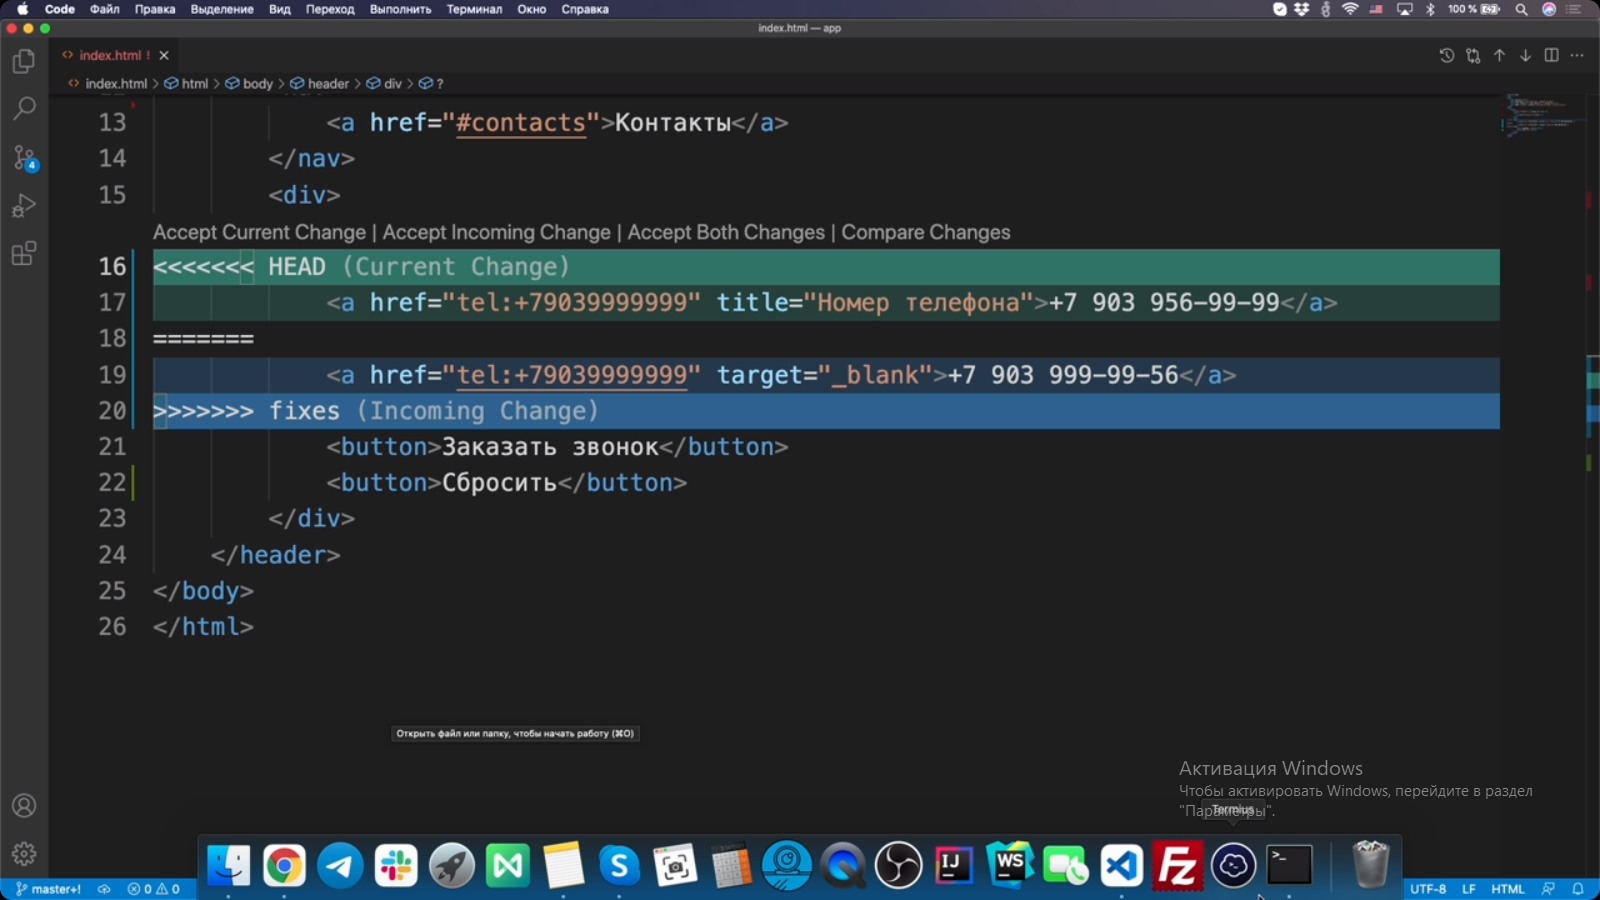 Code Файл Правка Выделение Вид Переход Выполнить Терминал Окно Справка 100 %
index.html — app
index.html !
index.html > html > body > header > div > ?
13 <a href="#contacts">Контакты</a>
14 </nav>
15 <div>
Accept Current Change | Accept Incoming Change | Accept Both Changes | Compare Changes
16 <<<<<<< HEAD (Current Change)
17 <a href="tel:+79039999999" title="Номер телефона">+7 903 956-99-99</a>
18 =======
19 <a href="tel:+79039999999" target="_blank">+7 903 999-99-56</a>
20 >>>>>>> fixes (Incoming Change)
21 <button>Заказать звонок</button>
22 <button>Сбросить</button>
23 </div>
24 </header>
25 </body>
26 </html>
4
Открыть файл или папку, чтобы начать работу (⌘O)
Активация Windows
Чтобы активировать Windows, перейдите в раздел
"Параметры".
Termius
S IJ WS Fz >_
master+! 0 0 UTF-8 LF HTML